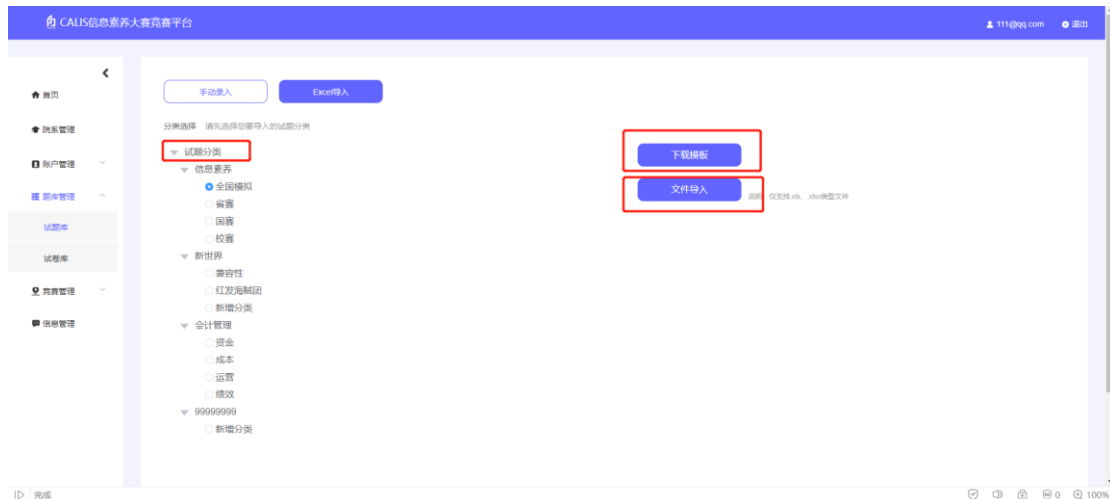 CALIS信息素养大赛竞赛平台
111@qq.com 退出
首页
院系管理
账户管理
题库管理
试题库
试卷库
竞赛管理
信息管理
手动录入 Excel导入
分类选择 请先选择您要导入的试题分类
试题分类
信息素养
全国模拟
省赛
国赛
校赛
新世界
兼容性
红发海贼团
新增分类
会计管理
资金
成本
运营
绩效
99999999
新增分类
下载模板
文件导入 说明 仅支持.xls、.xlsx类型文件
完成 0 100%